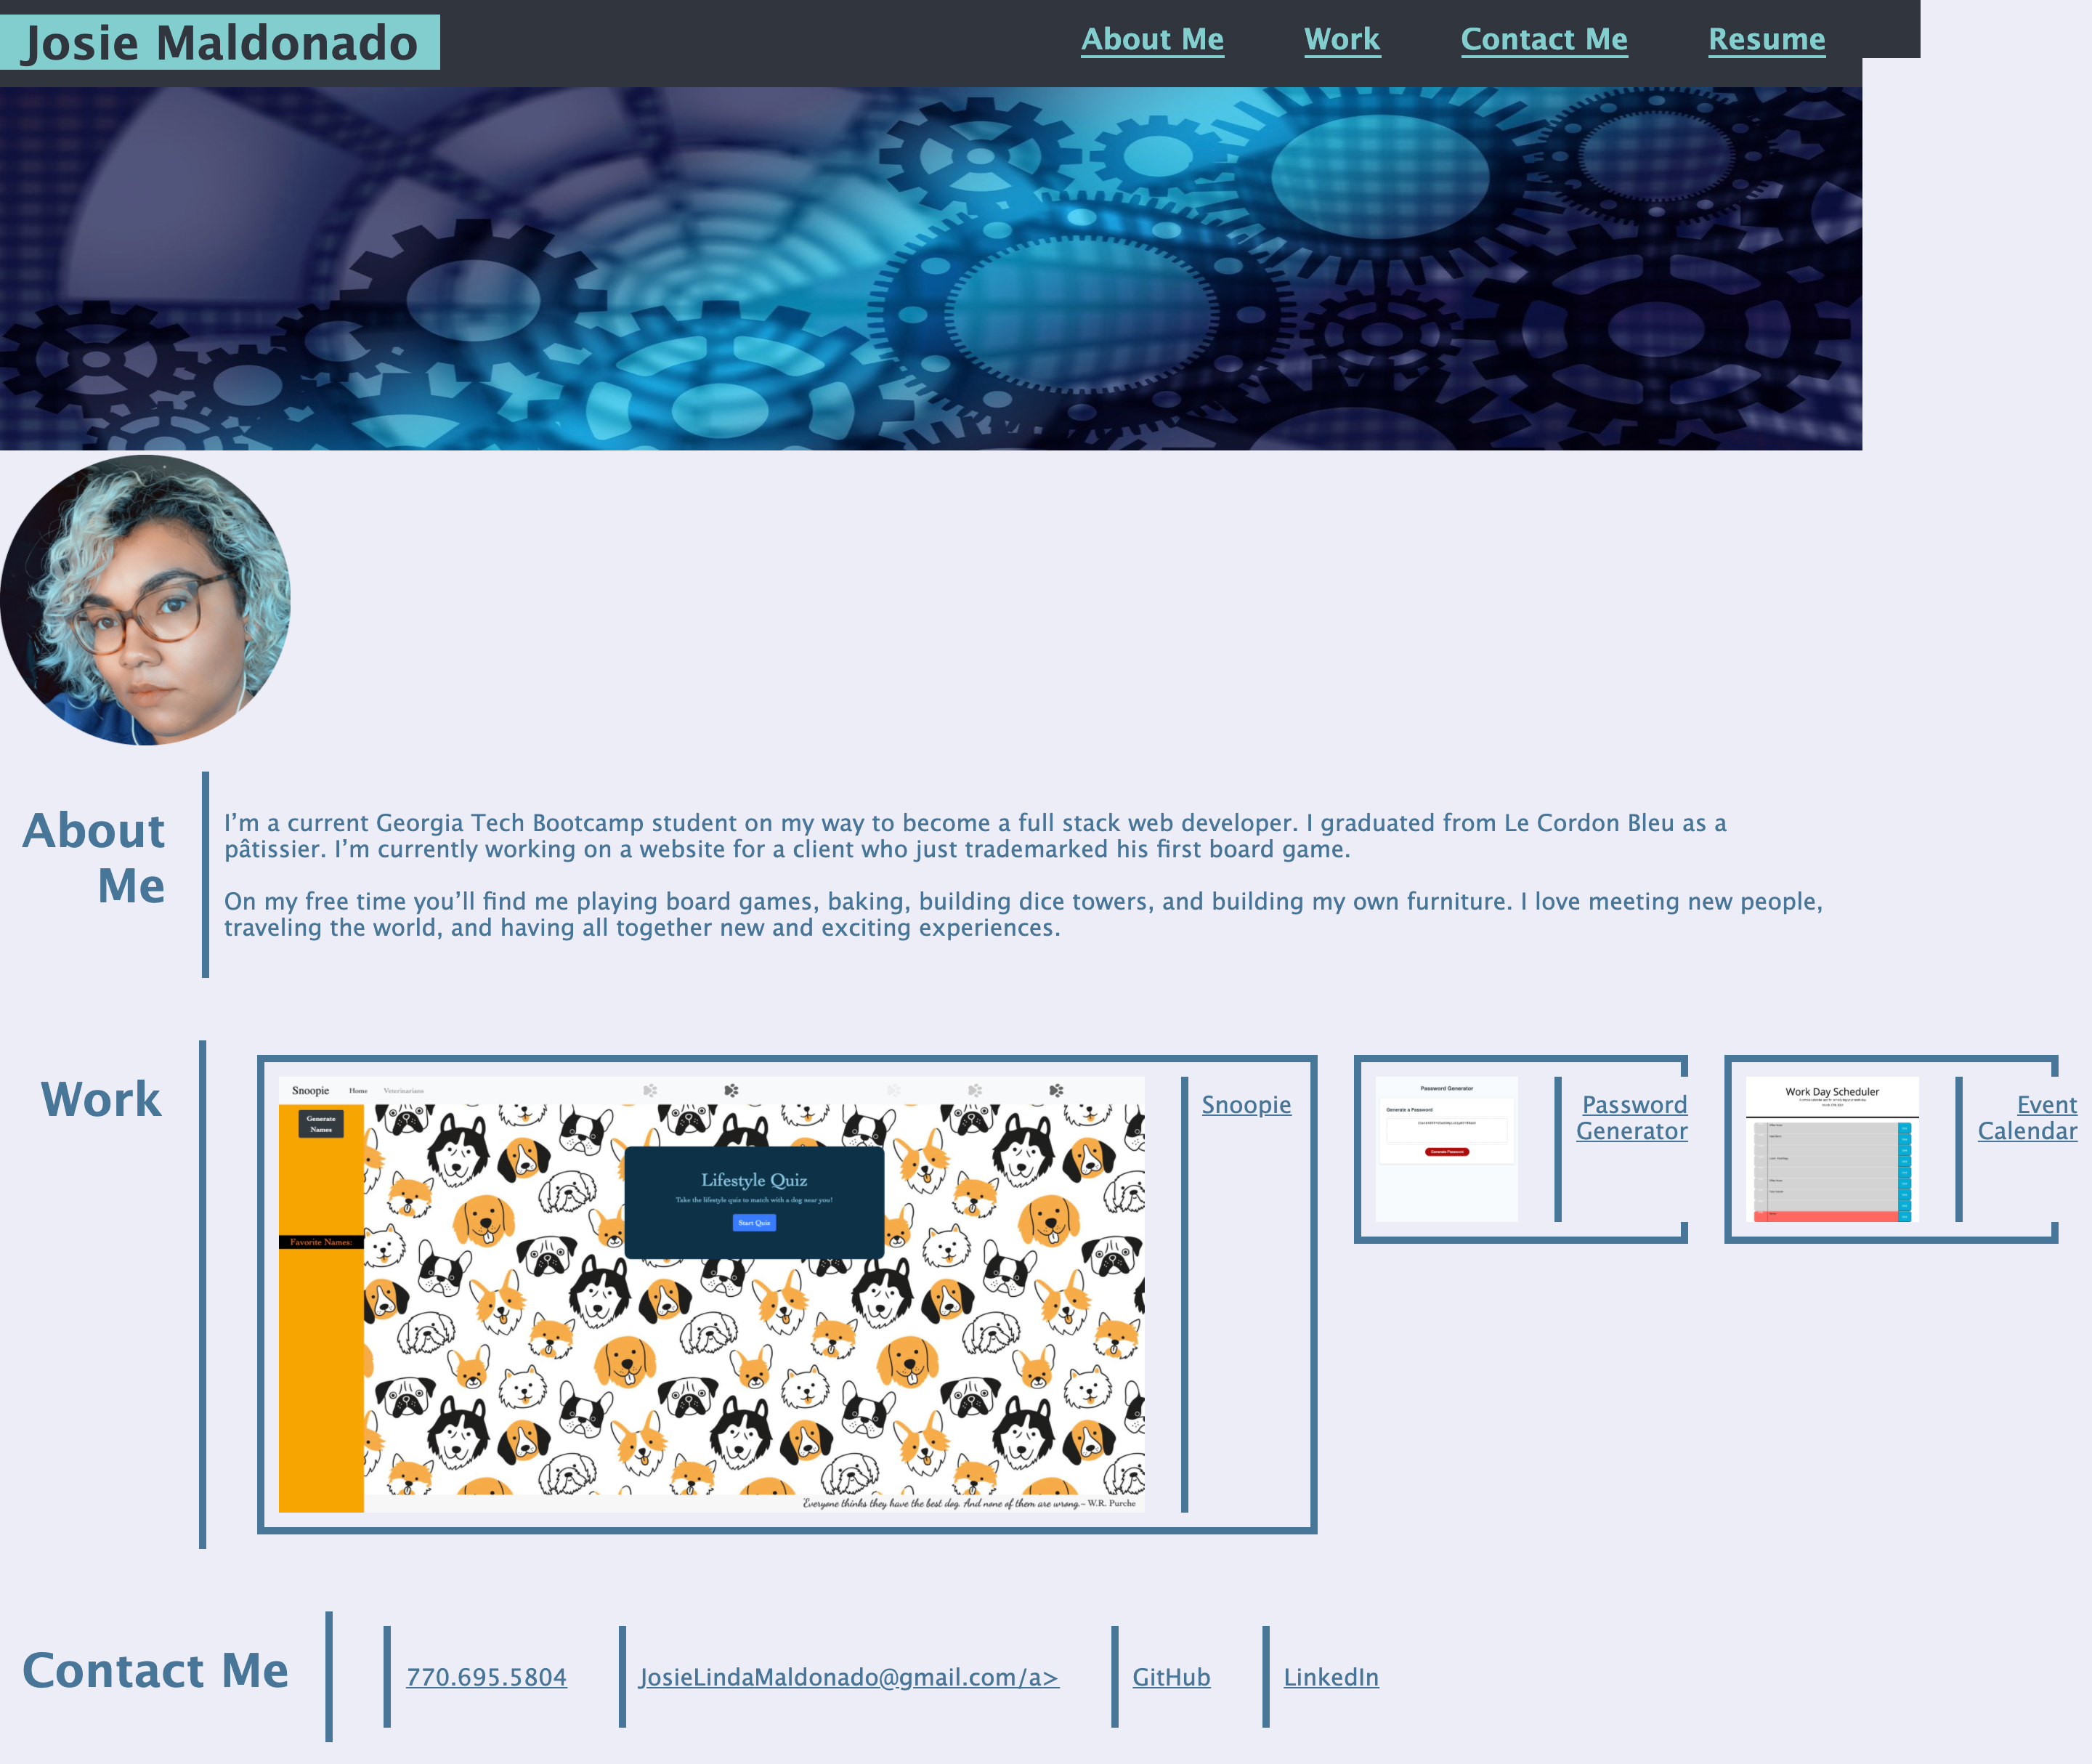 Josie Maldonado
About Me
Work
Contact Me
Resume
About
Me
I'm a current Georgia Tech Bootcamp student on my way to become a full stack web developer. I graduated from Le Cordon Bleu as a
pâtissier. I'm currently working on a website for a client who just trademarked his first board game.
On my free time you'll find me playing board games, baking, building dice towers, and building my own furniture. I love meeting new people,
traveling the world, and having all together new and exciting experiences.
Work
Snoopie
Home
Veterinarians
Generate
Names
Favorite Names:
Lifestyle Quiz
Take the lifestyle quiz to match with a dog near you!
Start Quiz
Everyone thinks they have the best dog. And none of them are wrong.~ W.R. Purche
Snoopie
Password Generator
Generate a Password
Generate Password
Password
Generator
Work Day Scheduler
Event
Calendar
Contact Me
770.695.5804
JosieLindaMaldonado@gmail.com/a>
GitHub
LinkedIn